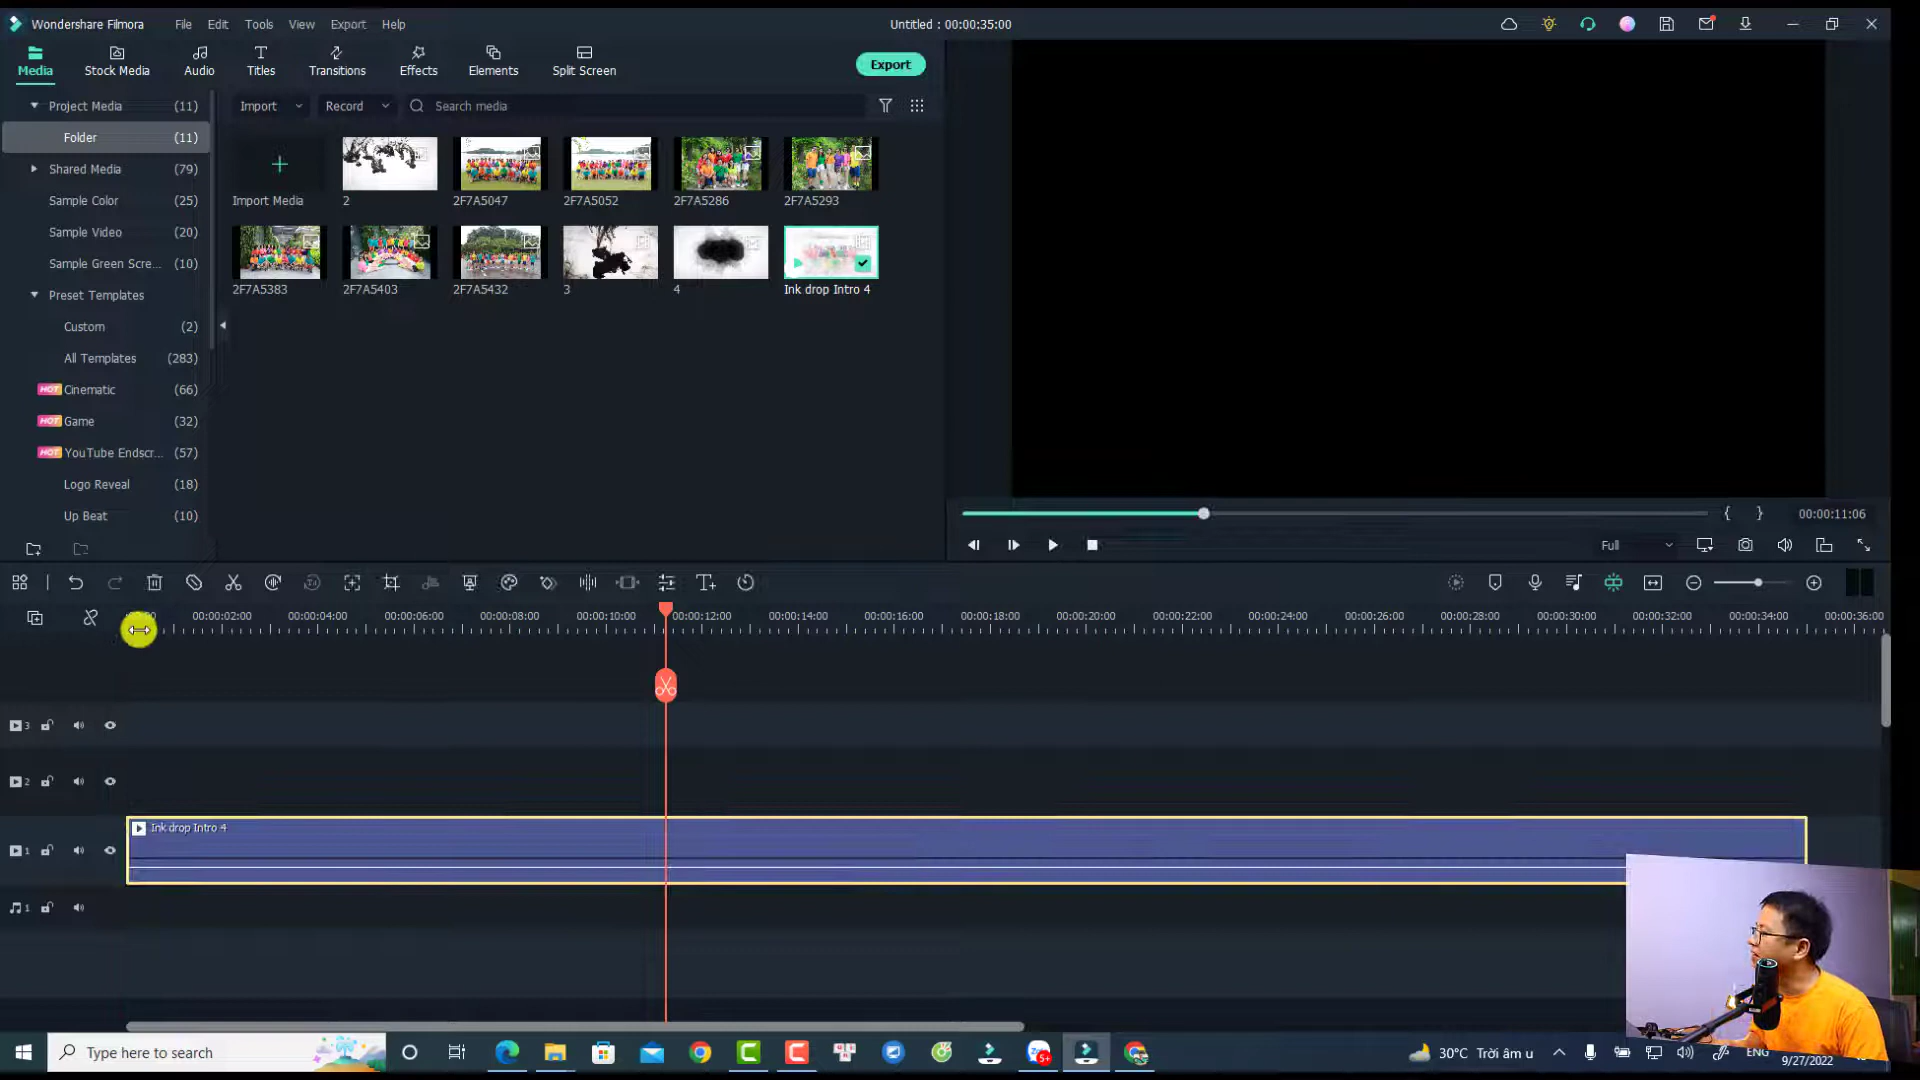 Wondershare Filmora File Edit Tools View Export Help Untitled : 00:00:35:00
Media Stock Media Audio Titles Transitions Effects Elements Split Screen Export
Project Media (11)
Folder (11)
Shared Media (79)
Sample Color (25)
Sample Video (20)
Sample Green Scre... (10)
Preset Templates
Custom (2)
All Templates (283)
HOT Cinematic (66)
HOT Game (32)
HOT YouTube Endscr... (57)
Logo Reveal (18)
Up Beat (10)
Import Record Search media
Import Media 2 2F7A5047 2F7A5052 2F7A5286 2F7A5293
2F7A5383 2F7A5403 2F7A5432 3 4 Ink drop Intro 4
{ } 00:00:11:06
Full
00:00:02:00 00:00:04:00 00:00:06:00 00:00:08:00 00:00:10:00 00:00:12:00 00:00:14:00 00:00:16:00 00:00:18:00 00:00:20:00 00:00:22:00 00:00:24:00 00:00:26:00 00:00:28:00 00:00:30:00 00:00:32:00 00:00:34:00 00:00:36:00
3
2
Ink drop Intro 4
1
1
Type here to search 5+ 30°C Trời âm u ENG
9/27/2022